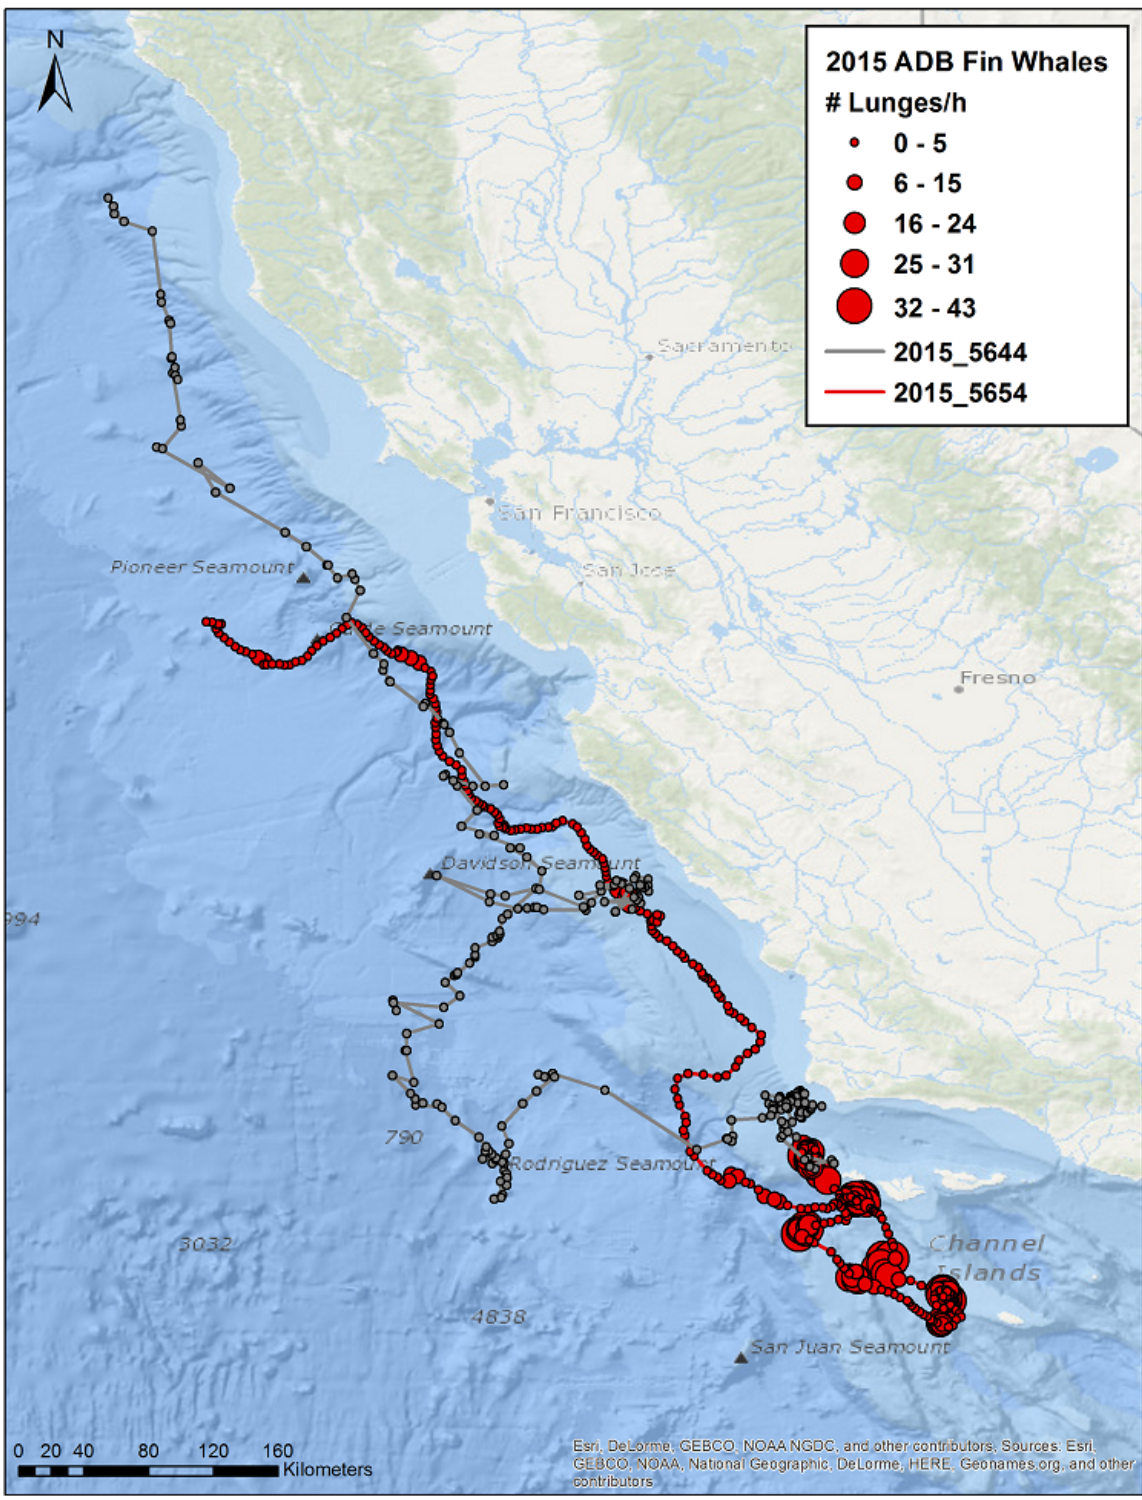 N
2015 ADB Fin Whales
# Lunges/h
0 - 5
6 - 15
16 - 24
25 - 31
32 - 43
2015_5644
2015_5654
Sacramento
San Francisco
San Jose
Pioneer Seamount
Seamount
Fresno
Davidson Seamount
994
790
Rodriguez Seamount
3032
Channel
Islands
4838
San Juan Seamount
0 20 40 80 120 160
Kilometers
Esri, DeLorme, GEBCO, NOAA NGDC, and other contributors, Sources: Esri,
GEBCO, NOAA, National Geographic, DeLorme, HERE, Geonames.org, and other
contributors